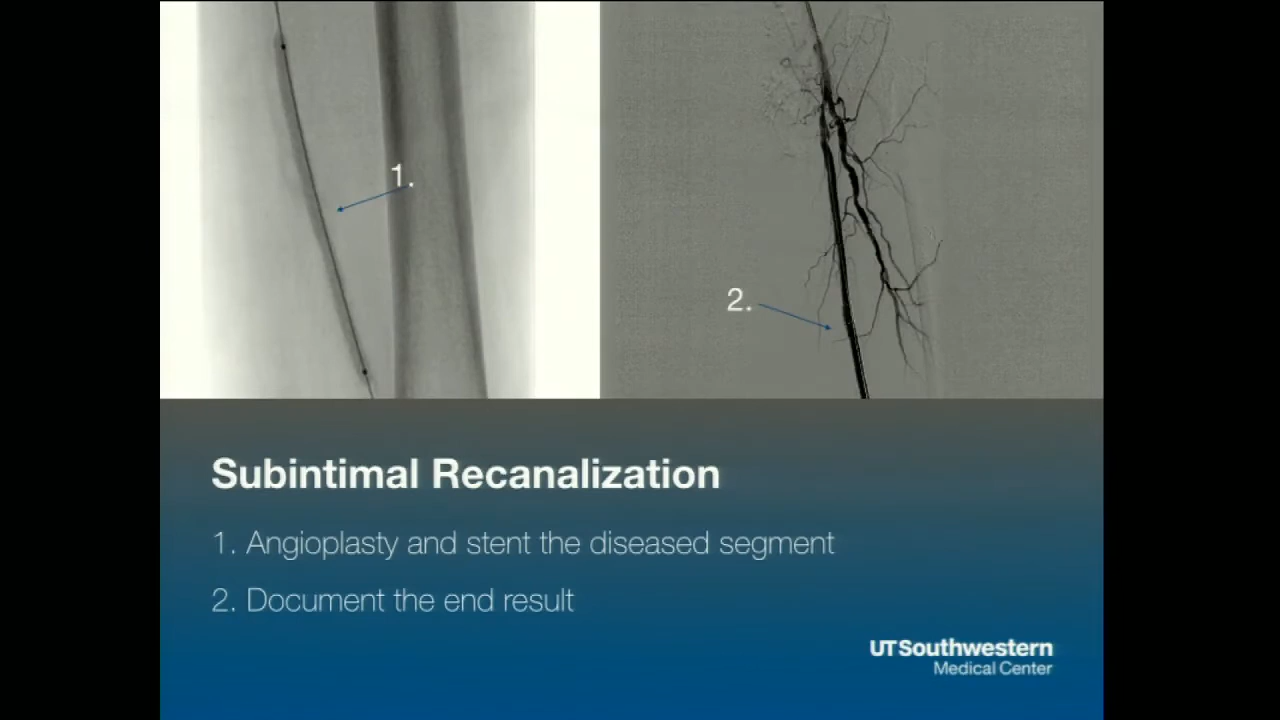 1.
2.
Subintimal Recanalization
1. Angioplasty and stent the diseased segment
2. Document the end result
UTSouthwestern
Medical Center